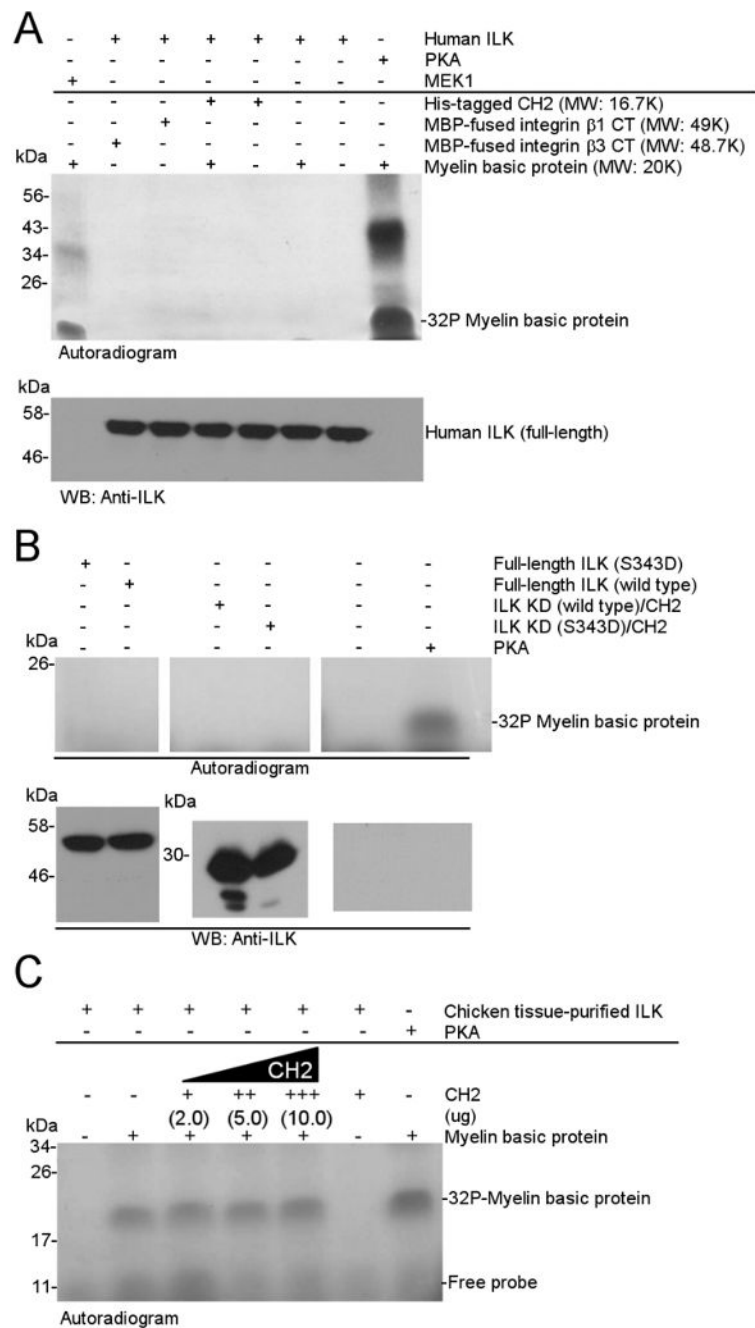 A
- + + + + + + - Human ILK
- - - - - - - + PKA
+ - - - - - - - MEK1
- - - + + - - - His-tagged CH2 (MW: 16.7K)
- - + - - - - - MBP-fused integrin β1 CT (MW: 49K)
- + - - - - - - MBP-fused integrin β3 CT (MW: 48.7K)
kDa + - - + - + - + Myelin basic protein (MW: 20K)
56-
43-
34-
26-
-32P Myelin basic protein
Autoradiogram
kDa
58-
Human ILK (full-length)
46-
WB: Anti-ILK
B
+ - - - - - Full-length ILK (S343D)
- + - - - - Full-length ILK (wild type)
- - + - - - ILK KD (wild type)/CH2
- - - + - - ILK KD (S343D)/CH2
- - - - - + PKA
kDa
26-
-32P Myelin basic protein
Autoradiogram
kDa kDa
58-
30-
46-
WB: Anti-ILK
C
+ + + + + + - Chicken tissue-purified ILK
- - - - - - + PKA
CH2
- - + ++ +++ + - CH2
(2.0) (5.0) (10.0) (ug)
kDa - + + + + - + Myelin basic protein
34-
26-
-32P-Myelin basic protein
17-
11- -Free probe
Autoradiogram